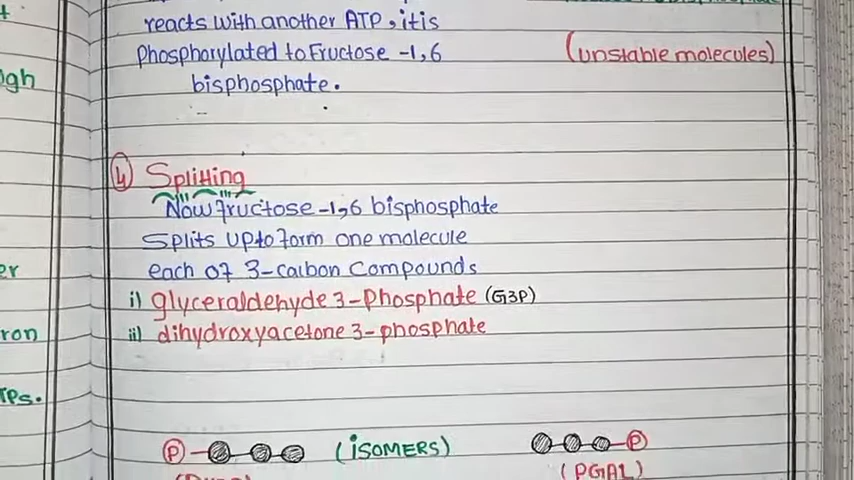 reacts with another ATP, it is
phosphorylated to Fructose -1,6
bisphosphate.
(unstable molecules)
4) Splitting
Now fructose -1,6 bisphosphate
splits up to form one molecule
each of 3-carbon compounds
i) glyceraldehyde 3-phosphate (G3P)
ii) dihydroxyacetone 3-phosphate
P
(ISOMERS)
P
(PGAL)
er
ron